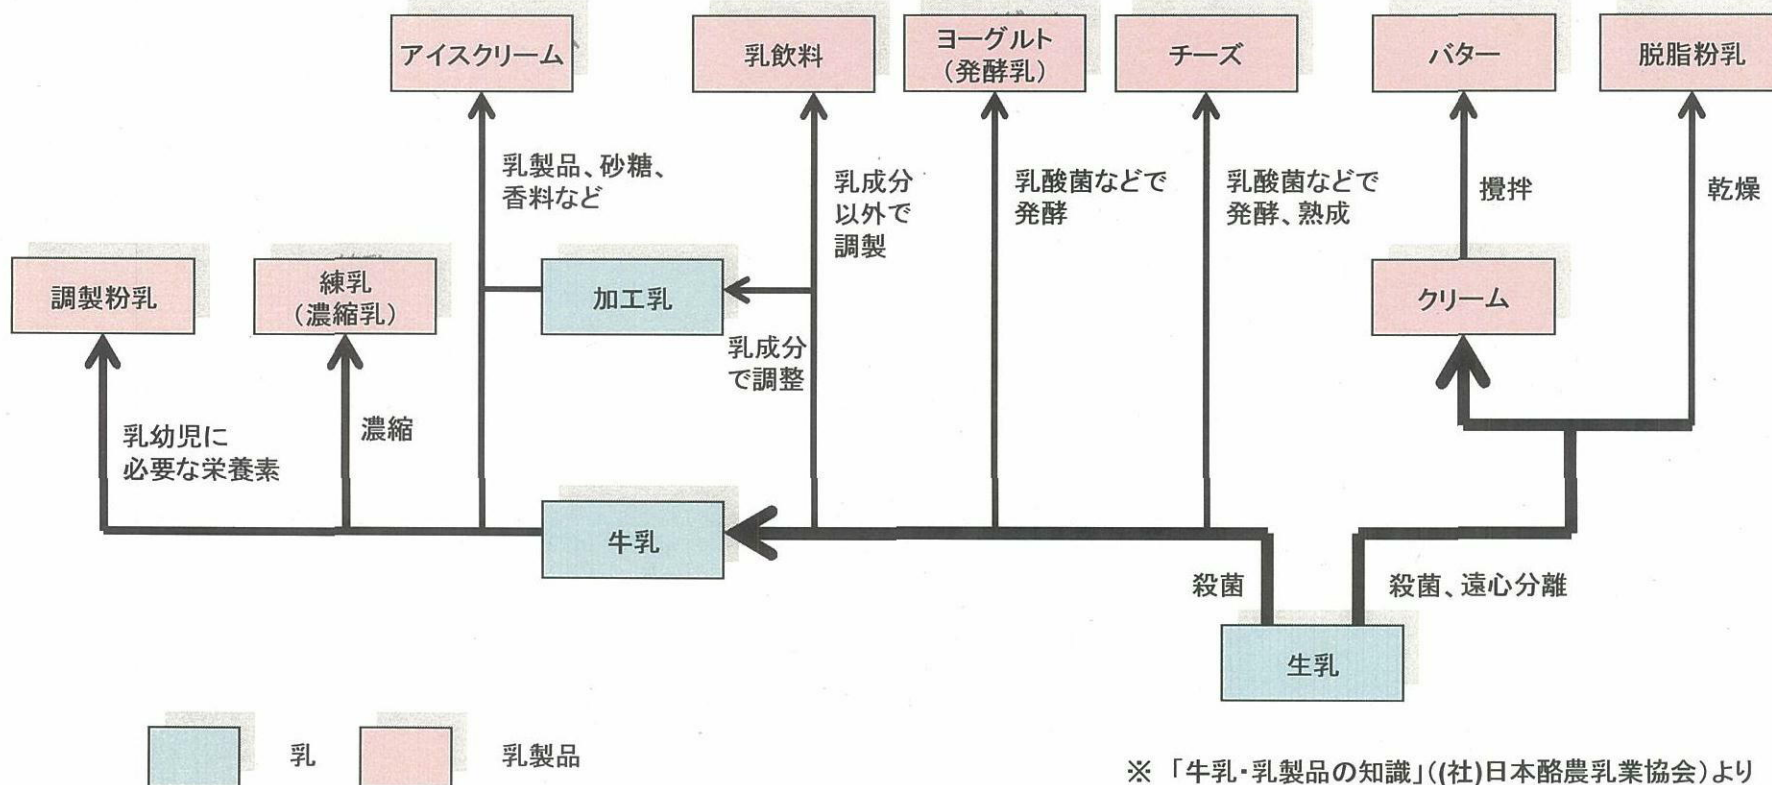 アイスクリーム
乳飲料
ヨーグルト
（発酵乳）
チーズ
バター
脱脂粉乳
乳製品、砂糖、
香料など
乳成分
以外で
調製
乳酸菌などで
発酵
乳酸菌などで
発酵、熟成
攪拌
乾燥
調製粉乳
練乳
（濃縮乳）
加工乳
クリーム
乳成分
で調整
乳幼児に
必要な栄養素
濃縮
牛乳
殺菌
殺菌、遠心分離
生乳
乳
乳製品
※ 「牛乳・乳製品の知識」((社)日本酪農乳業協会)より